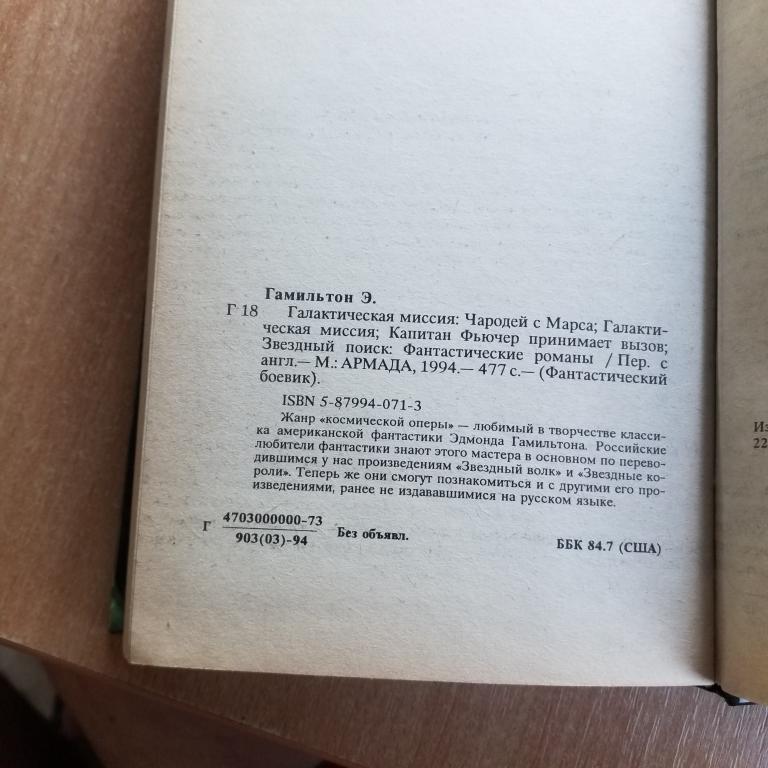 Гамильтон Э.
Г 18 Галактическая миссия: Чародей с Марса; Галакти-
ческая миссия; Капитан Фьючер принимает вызов;
Звездный поиск: Фантастические романы / Пер. с
англ.— М.: АРМАДА, 1994.— 477 с.— (Фантастический
боевик).
ISBN 5-87994-071-3
Жанр «космической оперы» — любимый в творчестве класси-
ка американской фантастики Эдмонда Гамильтона. Российские
любители фантастики знают этого мастера в основном по перево-
дившимся у нас произведениям «Звездный волк» и «Звездные ко-
роли». Теперь же они смогут познакомиться и с другими его про-
изведениями, ранее не издававшимися на русском языке.
Г 4703000000-73
903(03)-94 Без объявл.
ББК 84.7 (США)
Из
22